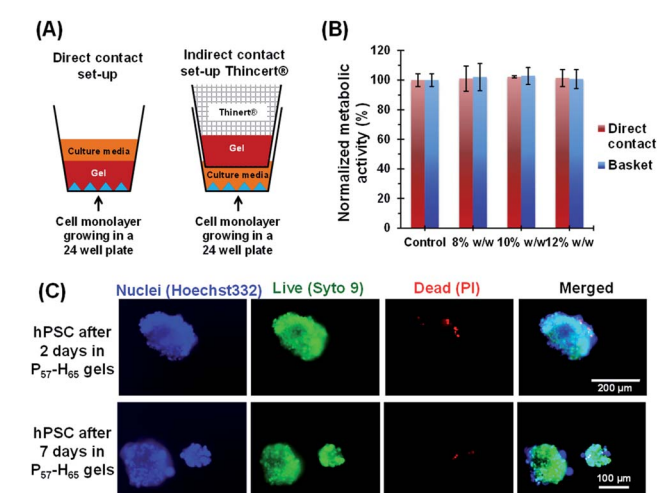 (A)
Direct contact
set-up
Indirect contact
set-up Thincert®
Thinert®
Culture media
Gel
Gel
Culture media
Cell monolayer
growing in a
24 well plate
Cell monolayer
growing in a
24 well plate
(B)
Normalized metabolic
activity (%)
120
100
80
60
40
20
0
Control 8% w/w 10% w/w 12% w/w
Direct
contact
Basket
(C)
Nuclei (Hoechst332) Live (Syto 9) Dead (PI) Merged
hPSC after
2 days in
P57-H65 gels
200 µm
hPSC after
7 days in
P57-H65 gels
100 µm